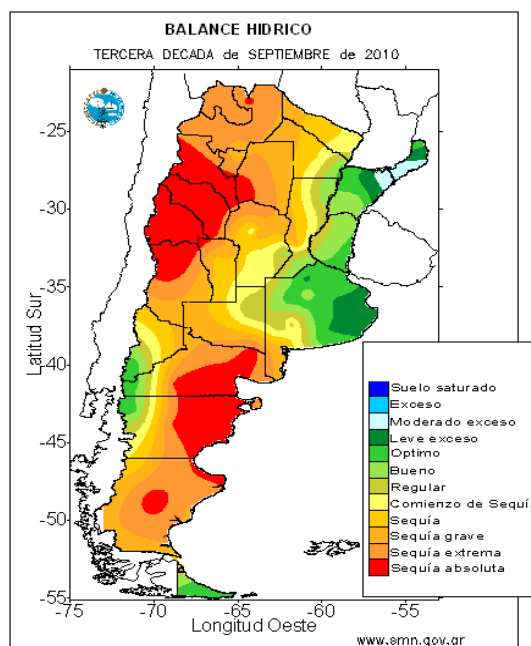 BALANCE HIDRICO
TERCERA DECADA de SEPTIEMBRE de 2010
-25
-30
-35
-40
-45
-50
-55
Latitud Sur
-75
-70
-65
-60
-55
Longitud Oeste
Suelo saturado
Exceso
Moderado exceso
Leve exceso
Optimo
Bueno
Regular
Comienzo de Sequí
Sequía
Sequía grave
Sequía extrema
Sequía absoluta
www.smn.gov.ar